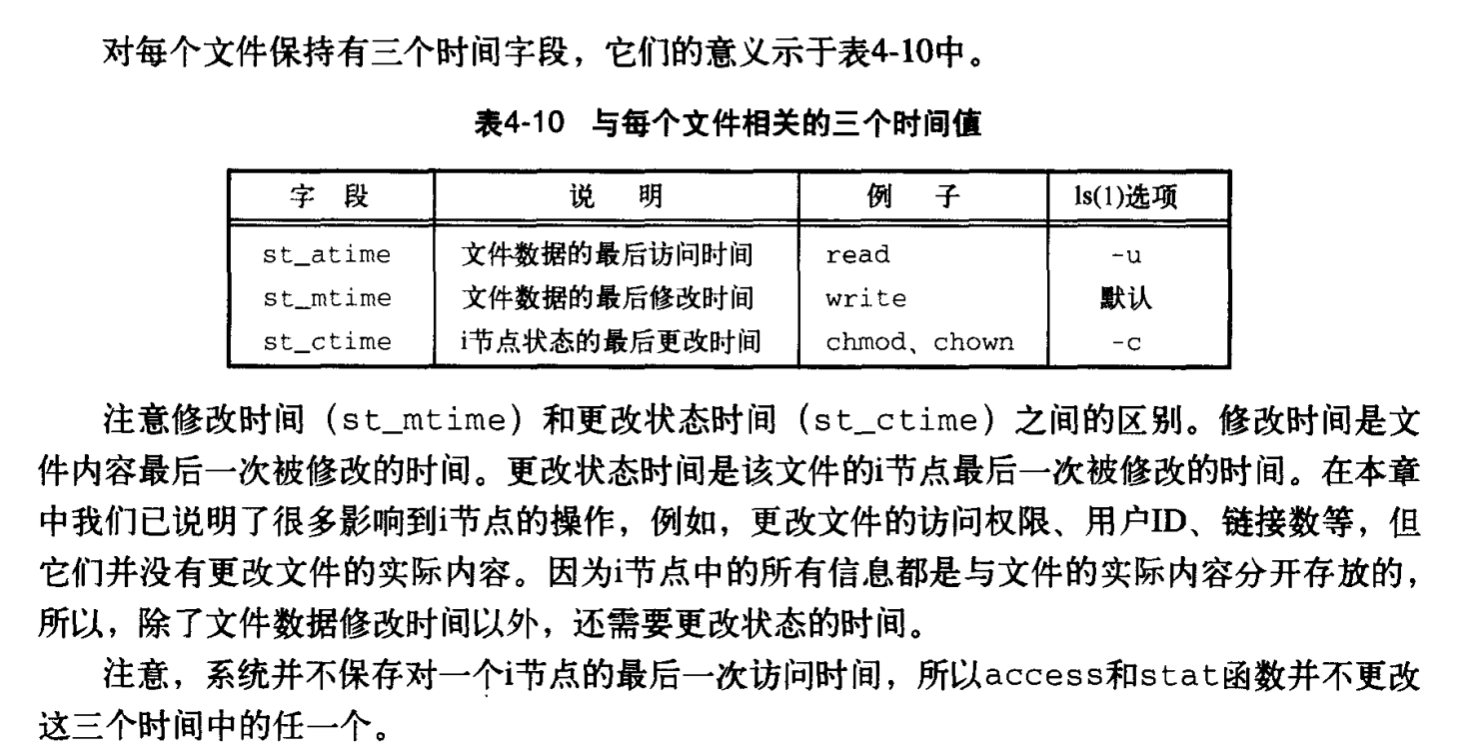 对每个文件保持有三个时间字段，它们的意义示于表4-10中。
表4-10 与每个文件相关的三个时间值
字 段 说 明 例 子 ls(1)选项
st_atime 文件数据的最后访问时间 read -u
st_mtime 文件数据的最后修改时间 write 默认
st_ctime i节点状态的最后更改时间 chmod、chown -c
注意修改时间（st_mtime）和更改状态时间（st_ctime）之间的区别。修改时间是文
件内容最后一次被修改的时间。更改状态时间是该文件的i节点最后一次被修改的时间。在本章
中我们已说明了很多影响到i节点的操作，例如，更改文件的访问权限、用户ID、链接数等，但
它们并没有更改文件的实际内容。因为i节点中的所有信息都是与文件的实际内容分开存放的，
所以，除了文件数据修改时间以外，还需要更改状态的时间。
注意，系统并不保存对一个i节点的最后一次访问时间，所以access和stat函数并不更改
这三个时间中的任一个。